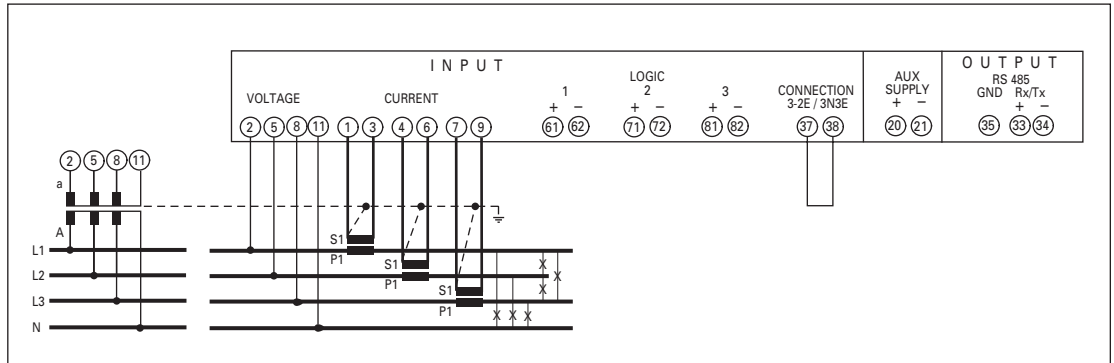 I N P U T
O U T P U T
VOLTAGE
CURRENT
LOGIC
1 2 3
+ − + − + −
CONNECTION
3-2E / 3N3E
AUX
SUPPLY
+ −
RS 485
GND Rx/Tx
+ −
2 5 8 11 1 3 4 6 7 9 61 62 71 72 81 82 37 38 20 21 35 33 34
2 5 8 11
a
A
S1
P1
S1
P1
S1
P1
L1
L2
L3
N
X X X X X X